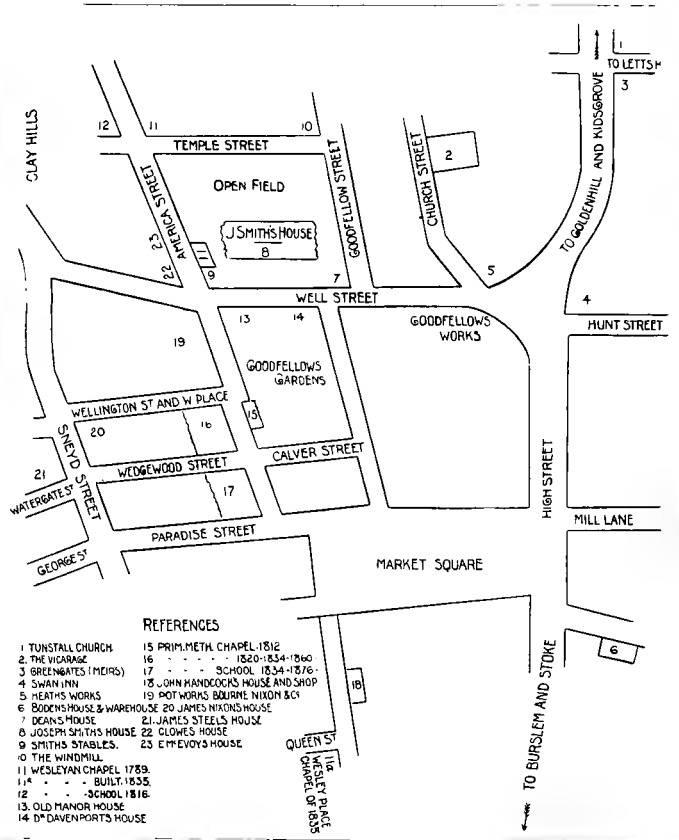 1
TO LETTS H
3
TO GOLDENHILL AND KIDSGROVE
CLAY HILLS
12
11
10
TEMPLE STREET
2
CHURCH STREET
GOODFELLOW STREET
AMERICA STREET
OPEN FIELD
J SMITH'S HOUSE
8
11
9
22 23
7
5
4
WELL STREET
HUNT STREET
19
13
14
GOODFELLOWS
WORKS
GOODFELLOWS
GARDENS
WELLINGTON ST AND W PLACE
15
16
20
SNEYD STREET
CALVER STREET
WEDGEWOOD STREET
21
17
WATERGATE ST
PARADISE STREET
GEORGE ST
HIGH STREET
MILL LANE
MARKET SQUARE
6
18
TO BURSLEM AND STOKE
QUEEN ST
11a
WESLEY PLACE
CHAPEL OF 1835
REFERENCES
1 TUNSTALL CHURCH
2. THE VICARAGE
3 GREENGATES (MEIRS)
4 SWAN INN
5 HEATHS WORKS
6 BODENS HOUSE & WAREHOUSE
7 DEANS HOUSE
8 JOSEPH SMITHS HOUSE
9 SMITHS STABLES.
10 THE WINDMILL
11 WESLEYAN CHAPEL 1789.
11ª - - - BUILT. 1835.
12 - - - SCHOOL 1816.
13. OLD MANOR HOUSE
14 Dᴿ DAVENPORTS HOUSE
15 PRIM. METH. CHAPEL 1812
16 - - - - 1820-1834-1860
17 - - - SCHOOL 1834-1876
18 JOHN HANDCOCKS HOUSE AND SHOP
19 POT WORKS BOURNE NIXON & Co
20 JAMES NIXONS HOUSE
21. JAMES STEELS HOUSE
22 CLOWES HOUSE
23 E McEVOYS HOUSE